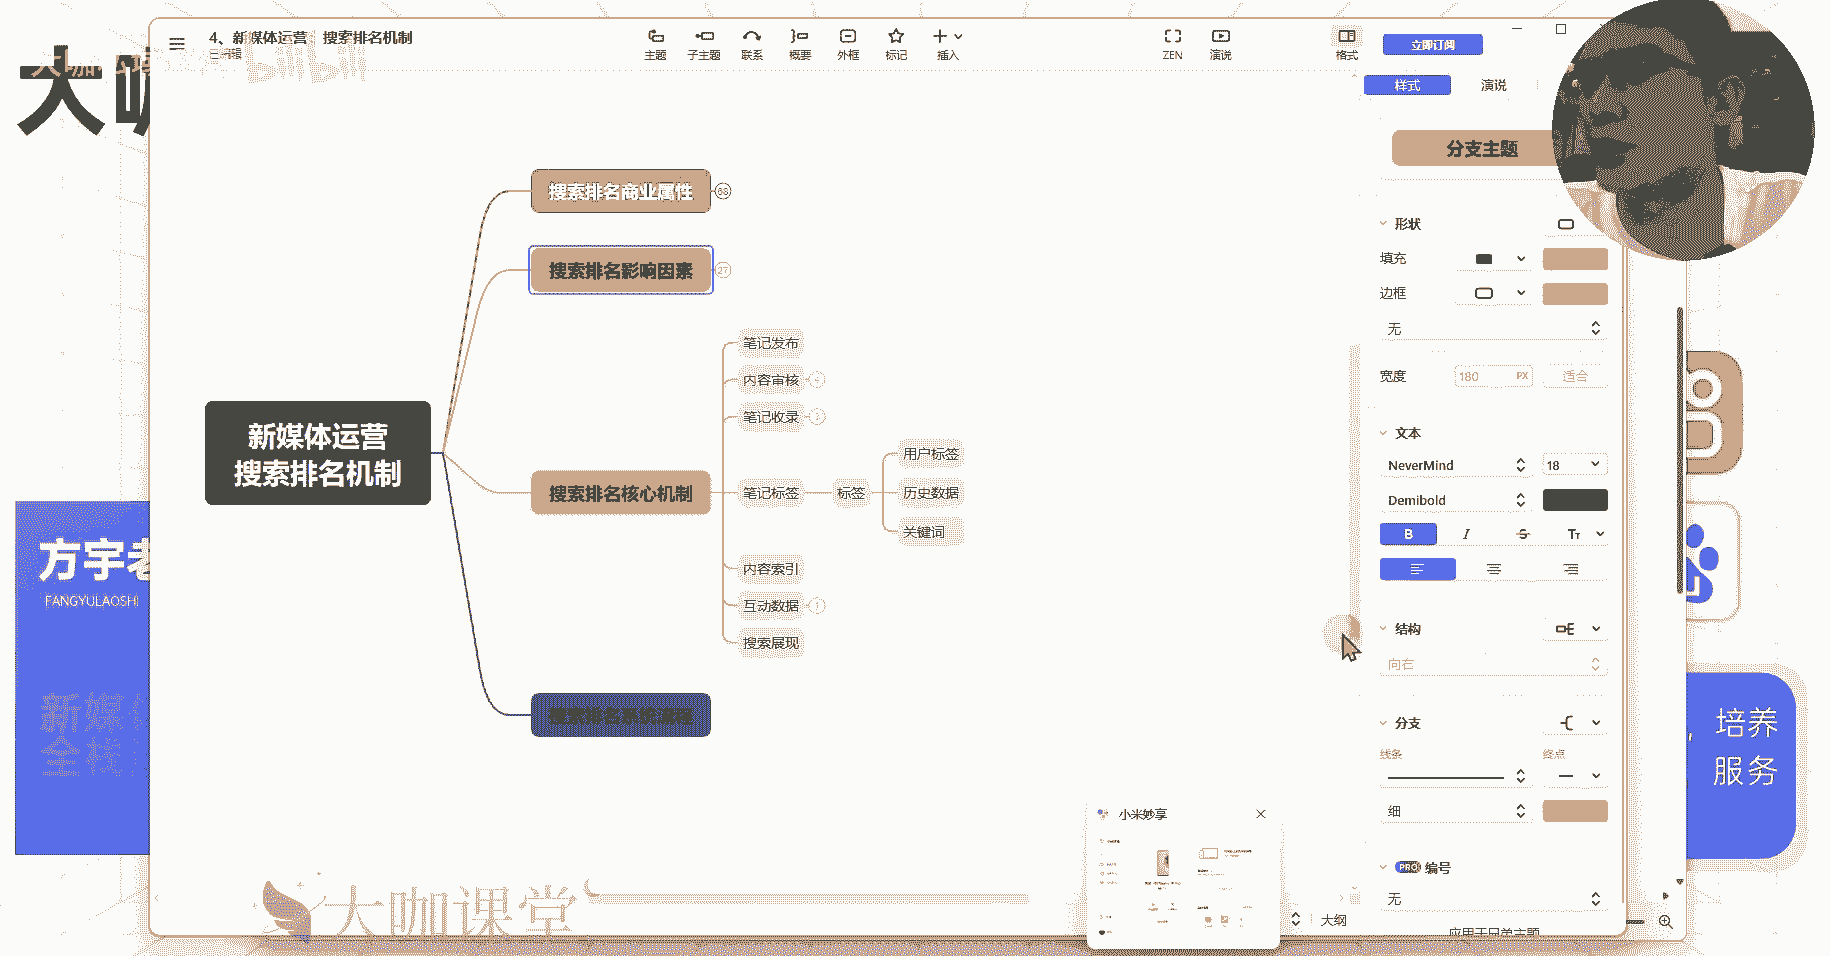 4、新媒体运营：搜索排名机制
已编辑
主题
子主题
联系
概要
外框
标记
插入
ZEN
演说
格式
立即订阅
样式
演说
大咖
分支主题
搜索排名商业属性
68
搜索排名影响因素
27
新媒体运营
搜索排名机制
搜索排名核心机制
笔记发布
内容审核
笔记收录
笔记标签
标签
用户标签
历史数据
关键词
内容索引
互动数据
1
搜索展现
形状
填充
边框
无
宽度
180
PX
适合
文本
NeverMind
18
Demibold
B
I
S
Tт
结构
向右
分支
线条
终点
细
PRO
编号
无
应用于兄弟主题
方宇老
FANGYULAOSHI
新媒体
全栈
，培养
服务
小米妙享
大纲
大咖课堂